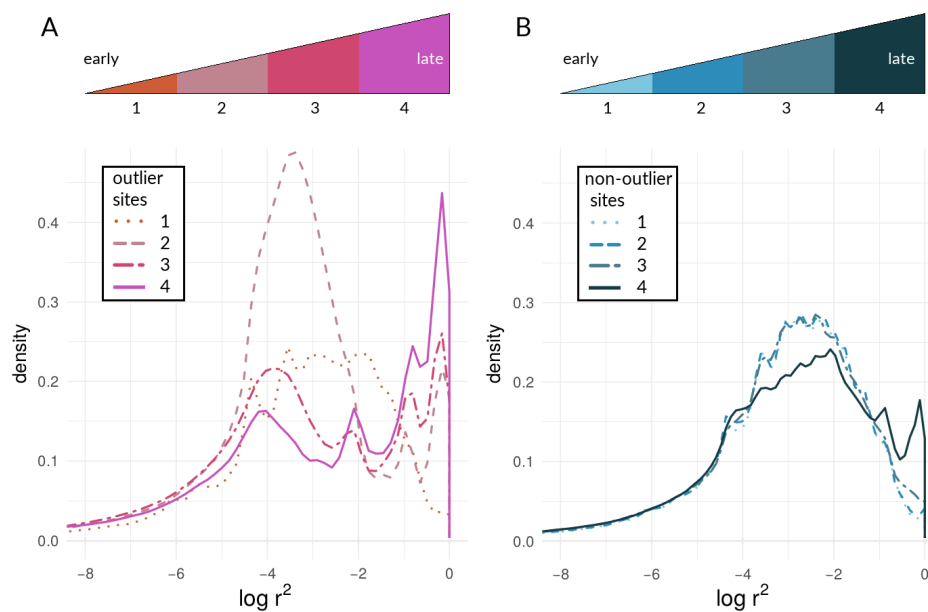 A
early
late
1 2 3 4
outlier
sites
1
2
3
4
0.4
0.3
0.2
0.1
0.0
density
−8 −6 −4 −2 0
log r²
B
early
late
1 2 3 4
non-outlier
sites
1
2
3
4
0.4
0.3
0.2
0.1
0.0
density
−8 −6 −4 −2 0
log r²